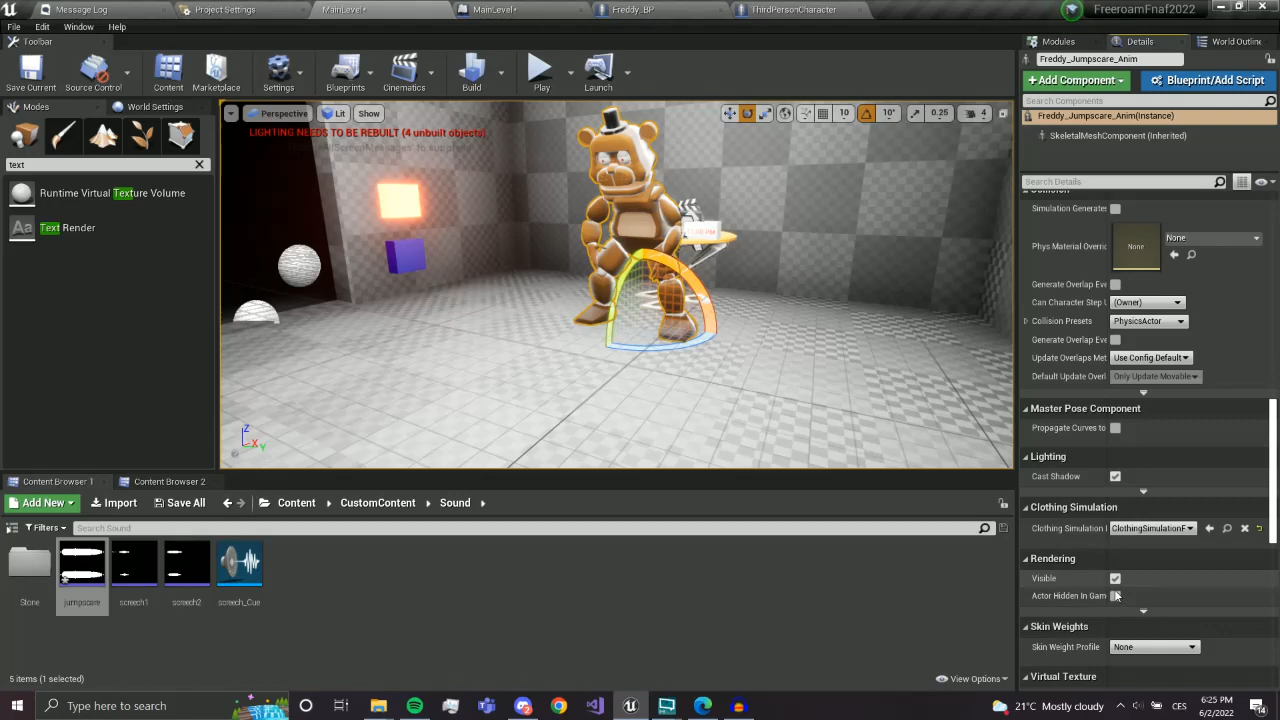 Message Log
Project Settings
MainLevel•
MainLevel•
Freddy_BP
ThirdPersonCharacter
FreeroamFnaf2022
File Edit Window Help
Toolbar
Modules
Details
World Outline
Save Current
Source Control
Content
Marketplace
Settings
Blueprints
Cinematics
Build
Play
Launch
Freddy_Jumpscare_Anim
+Add Component
Blueprint/Add Script
Search Components
Freddy_Jumpscare_Anim(Instance)
SkeletalMeshComponent (Inherited)
Search Details
Modes
World Settings
text
Runtime Virtual Texture Volume
Aa Text Render
Perspective Lit Show
10 10° 0.25 4
LIGHTING NEEDS TO BE REBUILT (4 unbuilt objects)
Z
X
Y
Collision
Simulation Generate
Phys Material Overri
None
None
Generate Overlap Eve
Can Character Step U
(Owner)
Collision Presets
PhysicsActor
Generate Overlap Eve
Update Overlaps Met
Use Config Default
Default Update Overl
Only Update Movable
Master Pose Component
Propagate Curves to
Lighting
Cast Shadow
Clothing Simulation
Clothing Simulation
ClothingSimulationF
Rendering
Visible
Actor Hidden In Gam
Skin Weights
Skin Weight Profile
None
Virtual Texture
Content Browser 1
Content Browser 2
Add New
Import
Save All
Content
CustomContent
Sound
Filters
Search Sound
Stone
jumpscare
screech1
screech2
screech_Cue
5 items (1 selected)
View Options
Type here to search
21°C Mostly cloudy
CES
6:25 PM
6/2/2022